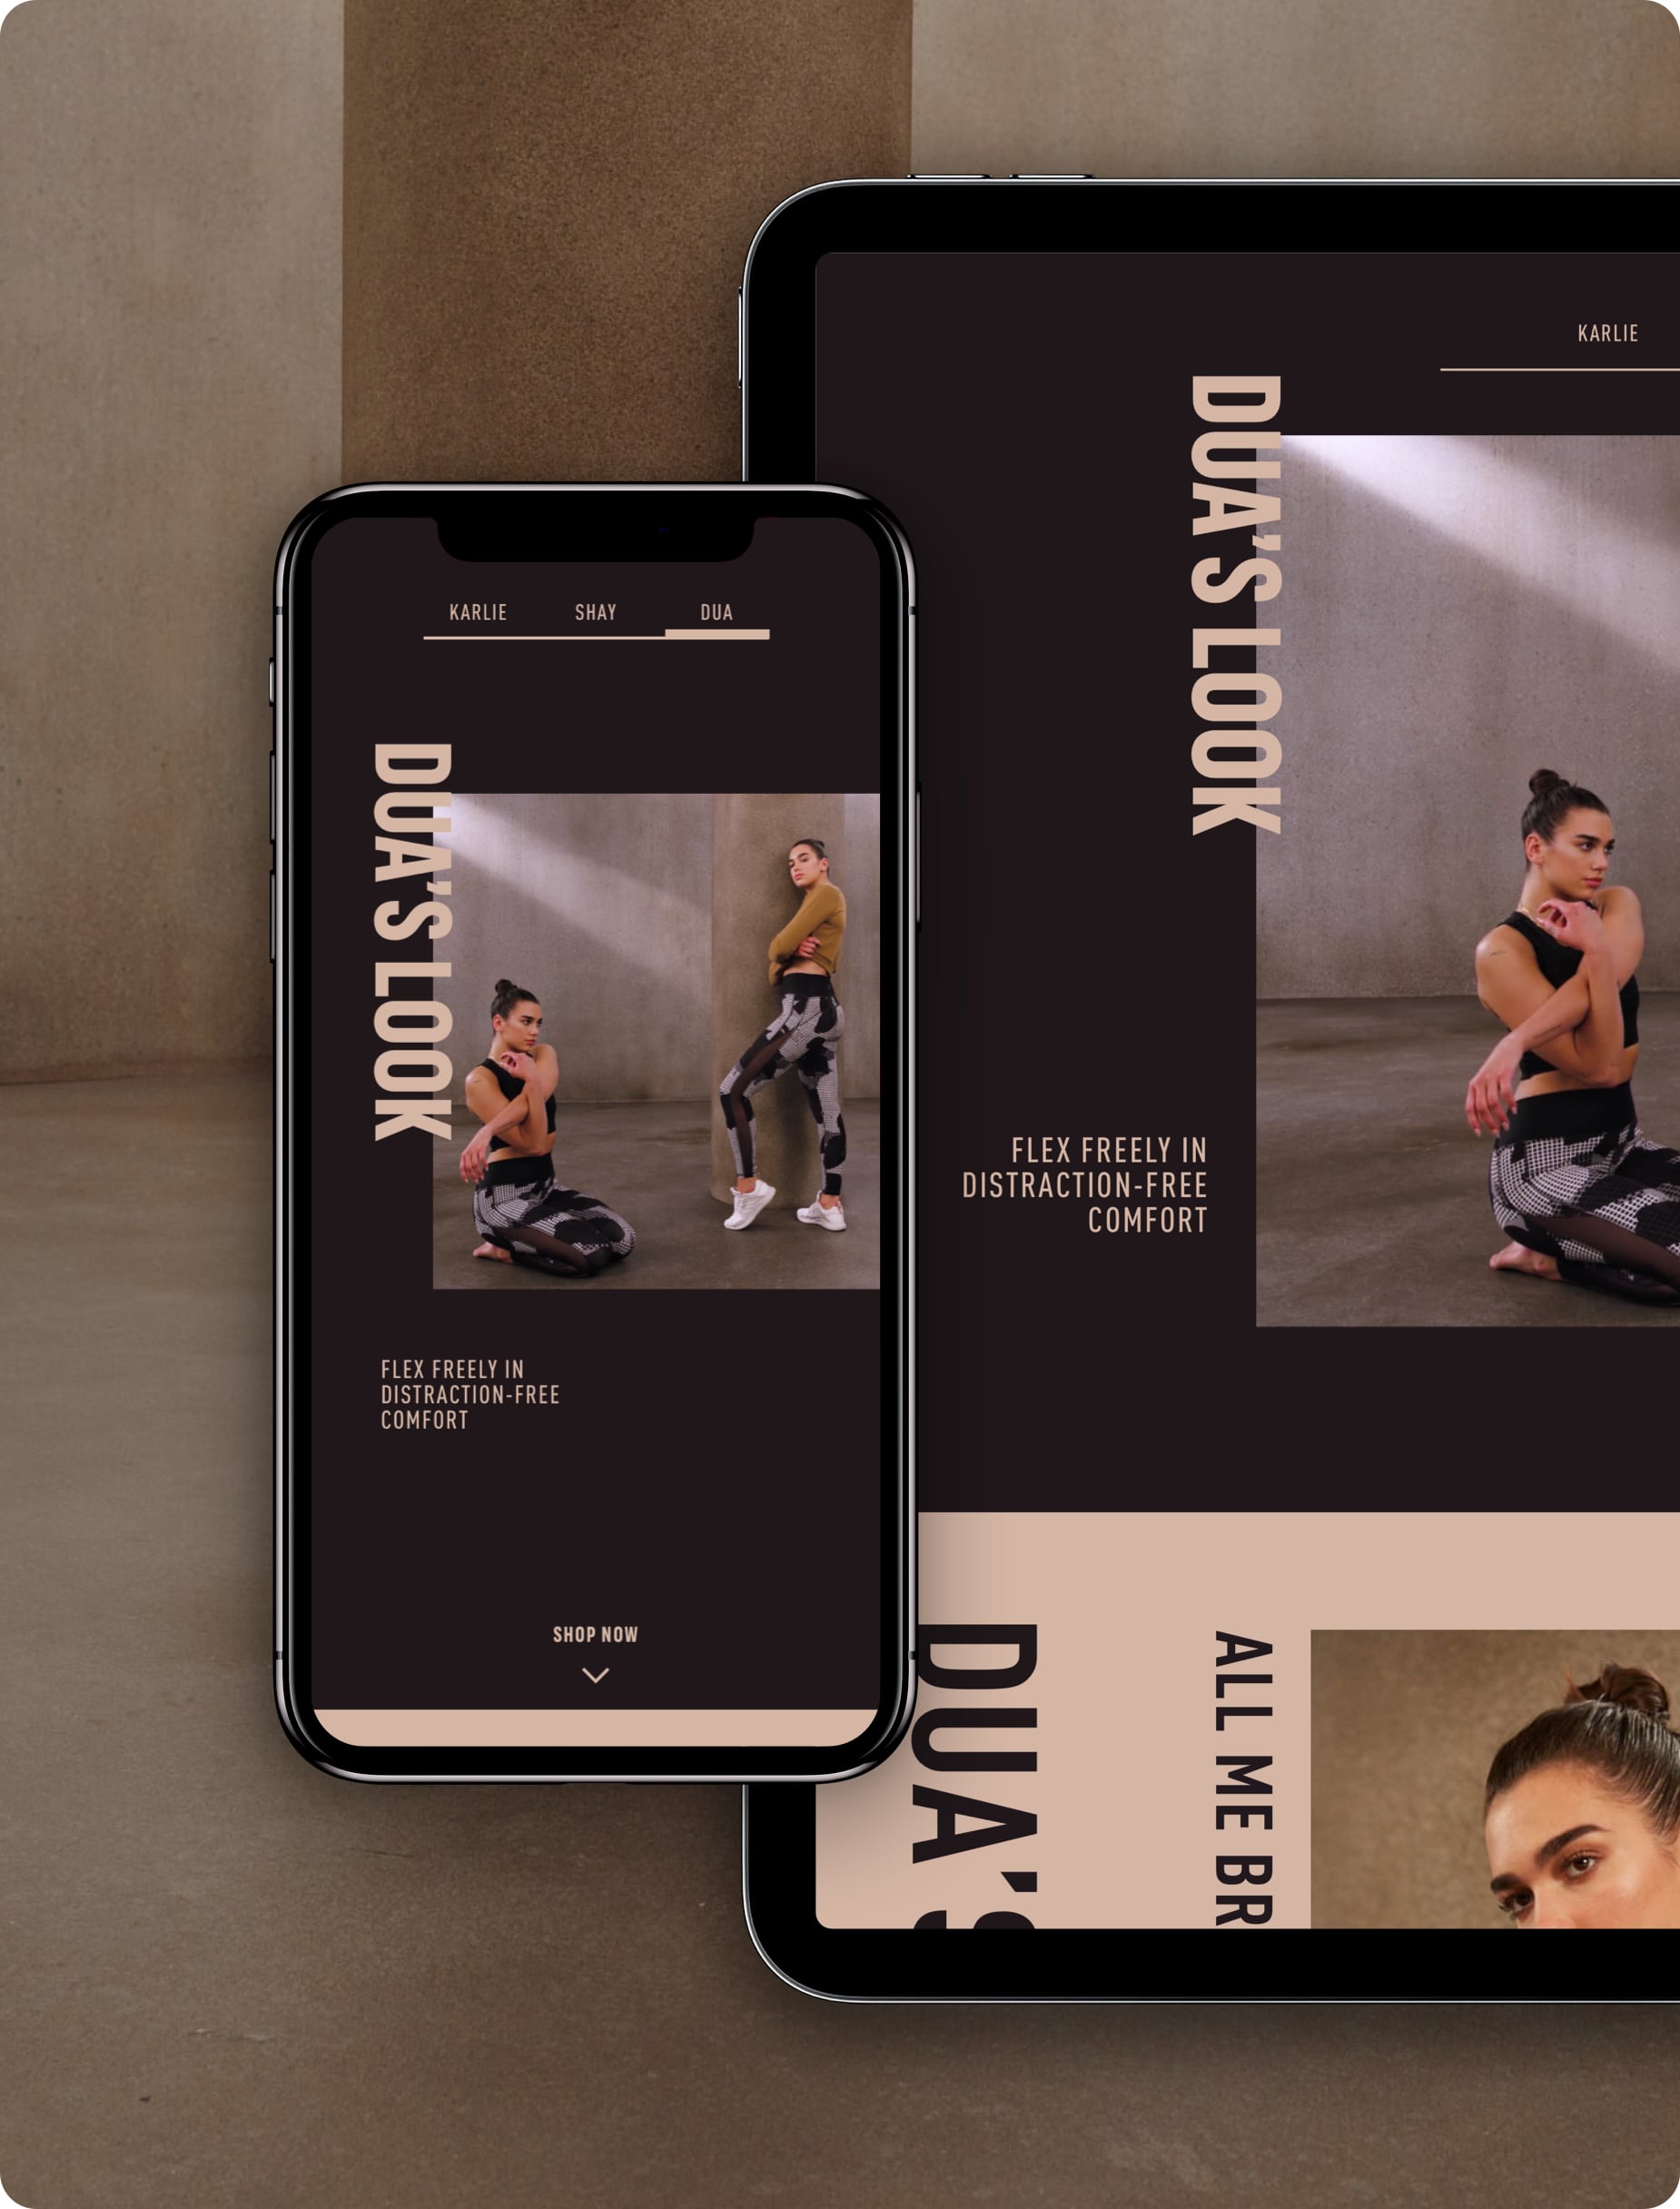 KARLIE SHAY DUA
DUA'S LOOK
FLEX FREELY IN
DISTRACTION-FREE
COMFORT
SHOP NOW
KARLIE
DUA'S LOOK
FLEX FREELY IN
DISTRACTION-FREE
COMFORT
DUA'S
ALL ME BR